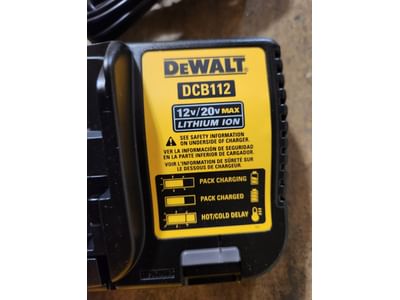 DEWALT
DCB112
12V/20V MAX
LITHIUM ION
SEE SAFETY INFORMATION
ON UNDERSIDE OF CHARGER.
VER LA INFORMACIÓN DE SEGURIDAD
EN LA PARTE INFERIOR DE CARGADOR.
VOIR L'INFORMATION DE SÛRETÉ SUR
LE DESSOUS DE CHARGEUR.
PACK CHARGING
PACK CHARGED
HOT/COLD DELAY
DEWALT